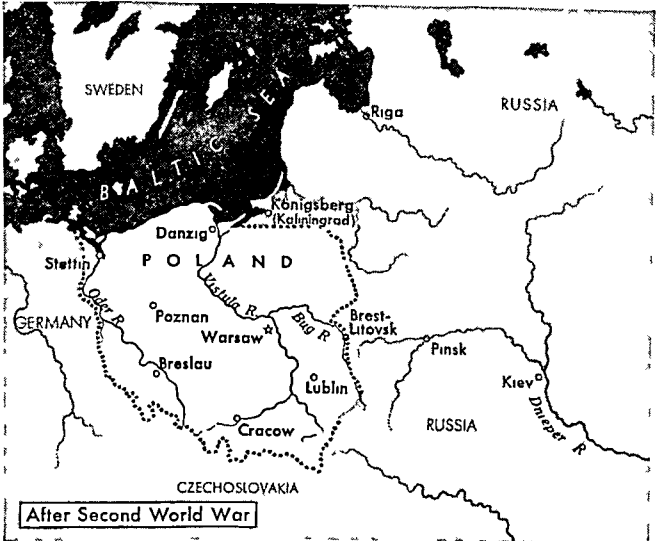 SWEDEN
BALTIC SEA
Riga
RUSSIA
Königsberg
(Kaliningrad)
Danzig
Stettin
POLAND
Oder R
Vistula R.
Poznan
GERMANY
Warsaw
Bug R
Brest-
Litovsk
Pinsk
Breslau
Lublin
Kiev
Dnieper R
Cracow
RUSSIA
CZECHOSLOVAKIA
After Second World War